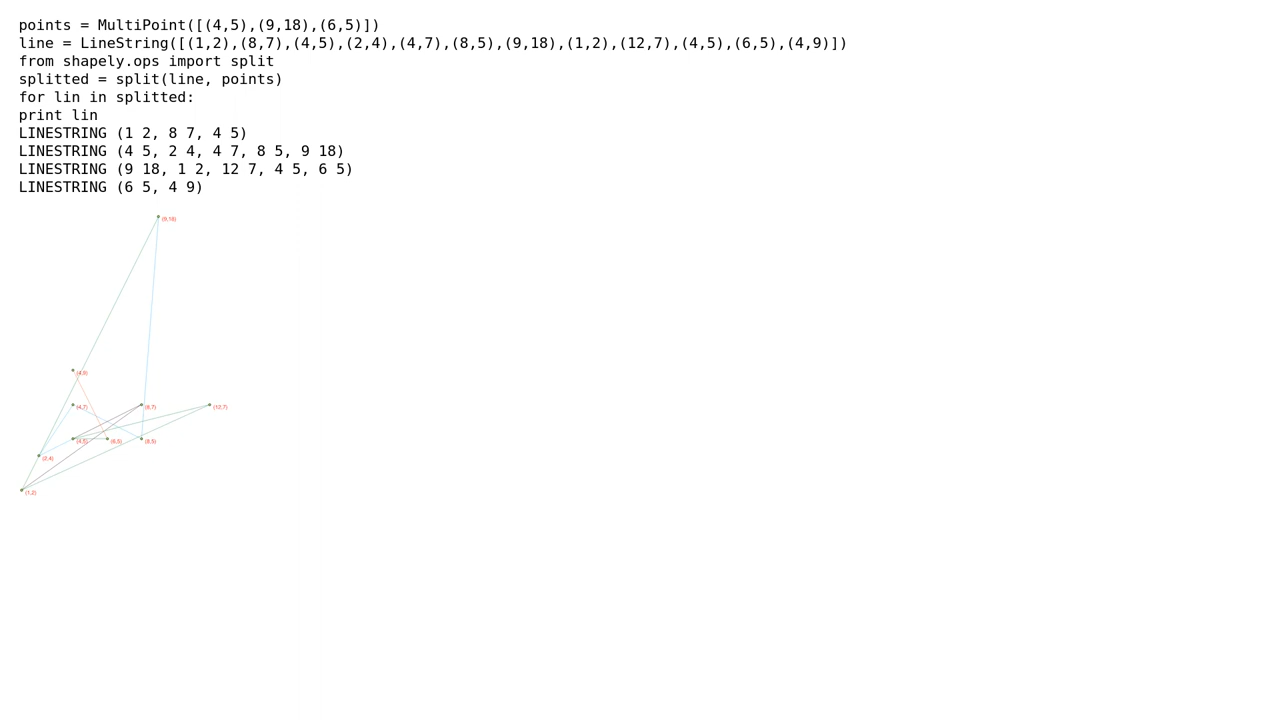 points = MultiPoint([(4,5),(9,18),(6,5)])
line = LineString([(1,2),(8,7),(4,5),(2,4),(4,7),(8,5),(9,18),(1,2),(12,7),(4,5),(6,5),(4,9)])
from shapely.ops import split
splitted = split(line, points)
for lin in splitted:
print lin
LINESTRING (1 2, 8 7, 4 5)
LINESTRING (4 5, 2 4, 4 7, 8 5, 9 18)
LINESTRING (9 18, 1 2, 12 7, 4 5, 6 5)
LINESTRING (6 5, 4 9)
(9,18)
(4,9)
(4,7)
(8,7)
(12,7)
(4,5)
(6,5)
(8,5)
(2,4)
(1,2)